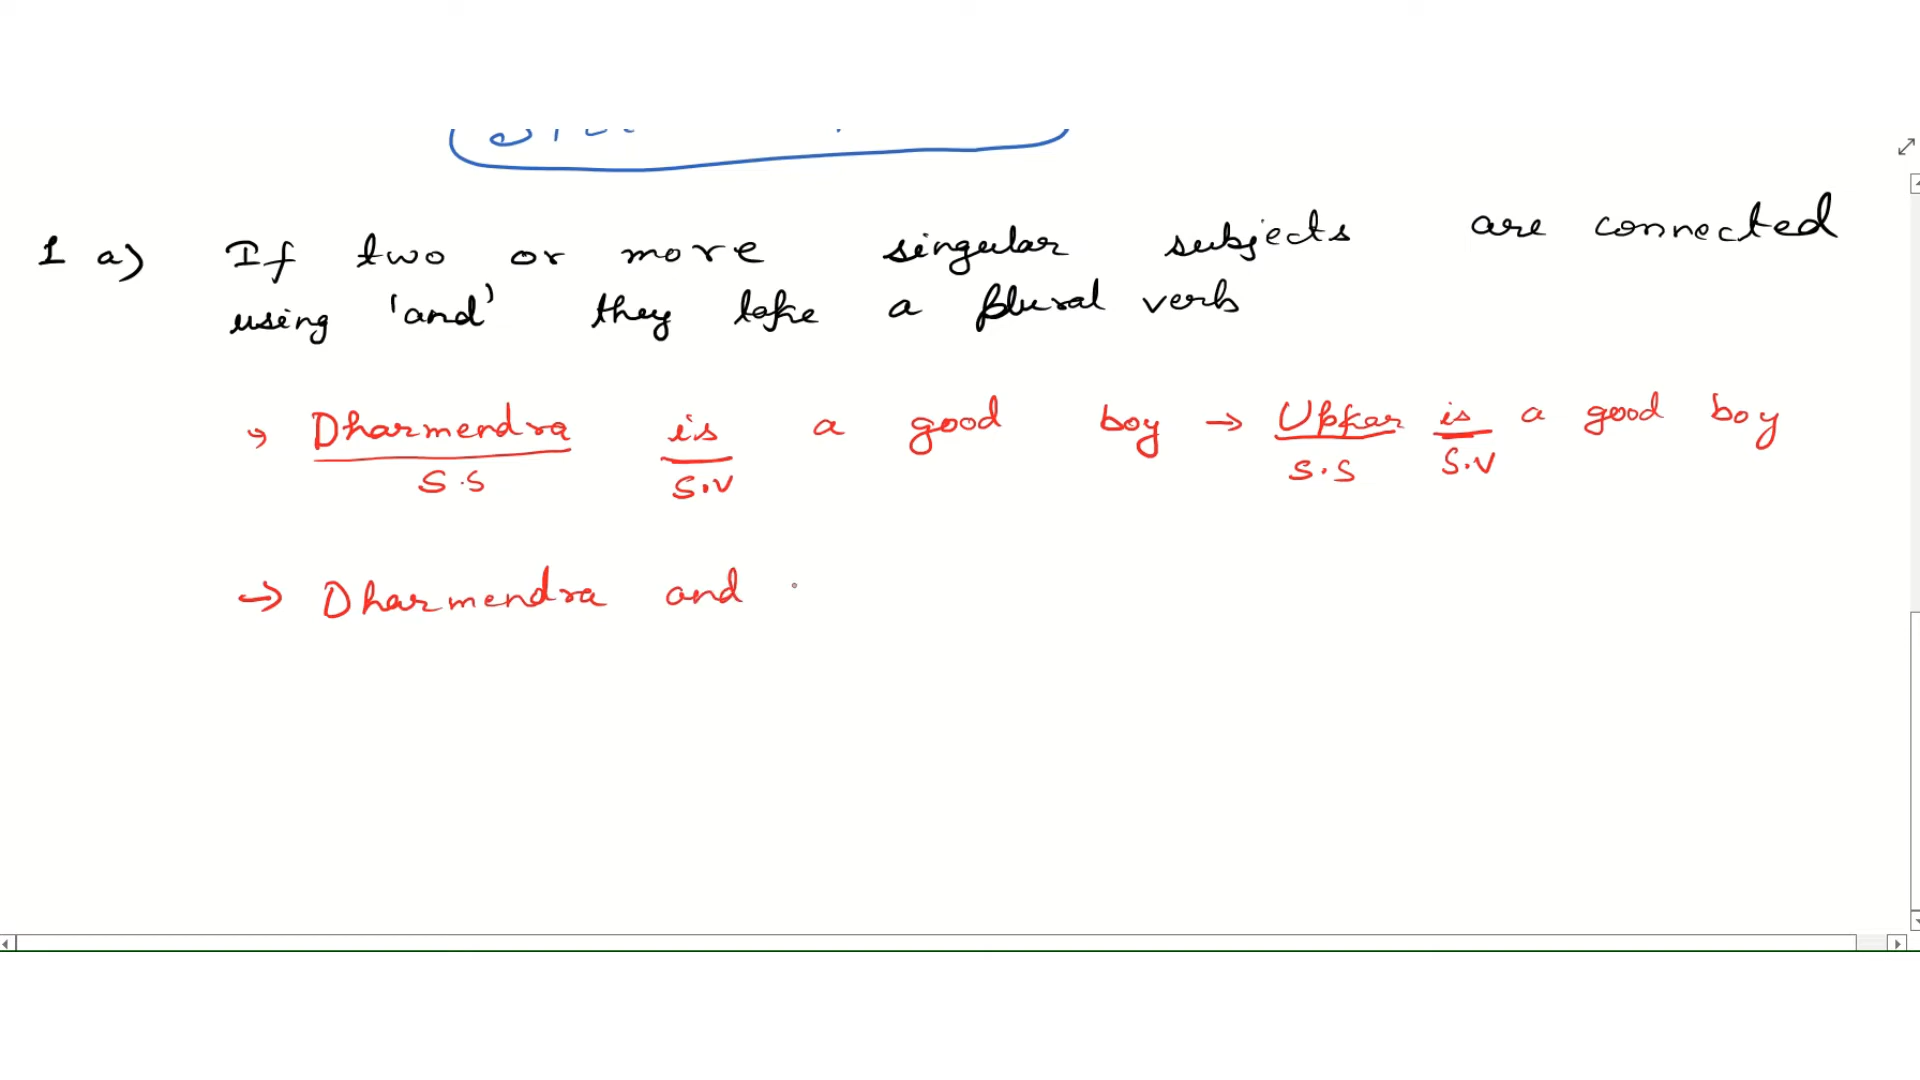 1 a) If two or more singular subjects are connected
using 'and' they take a plural verb
→ Dharmendra is a good boy → Upkar is a good boy
S.S S.V S.S S.V
→ Dharmendra and